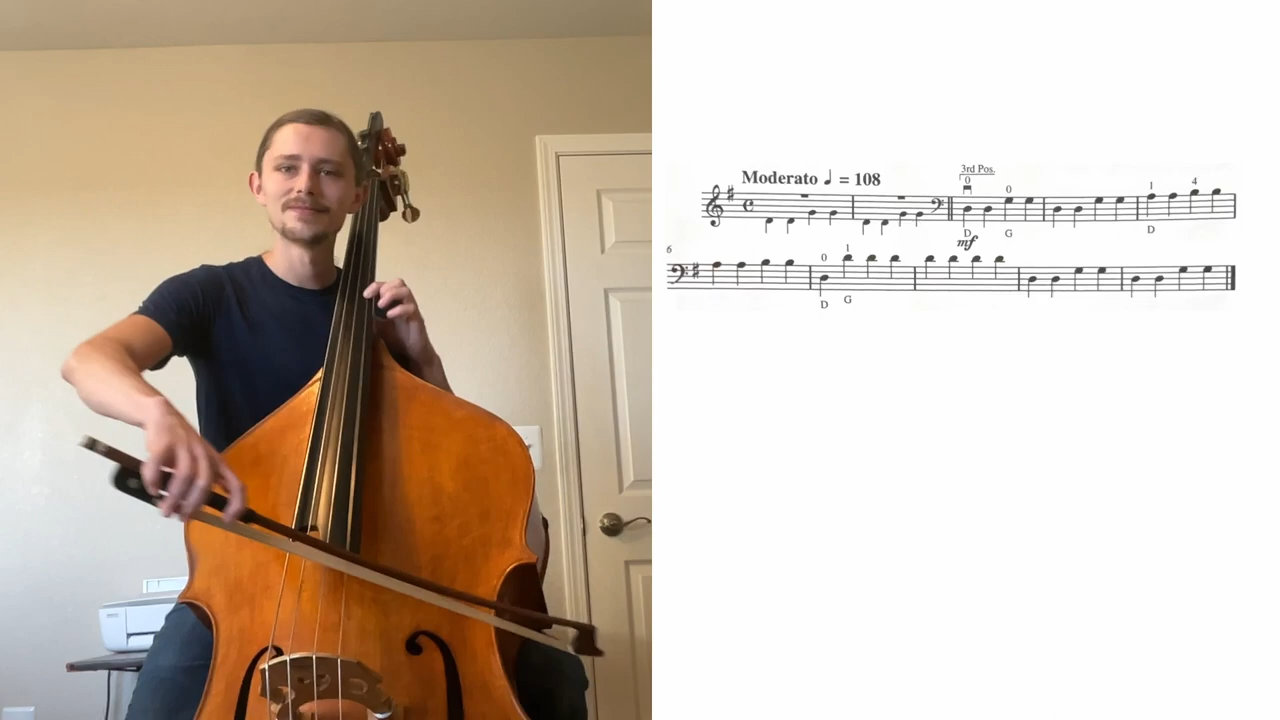 Moderato ♩ = 108
3rd Pos.
0 0 1 4
D G D
mf
6
0 1
D G